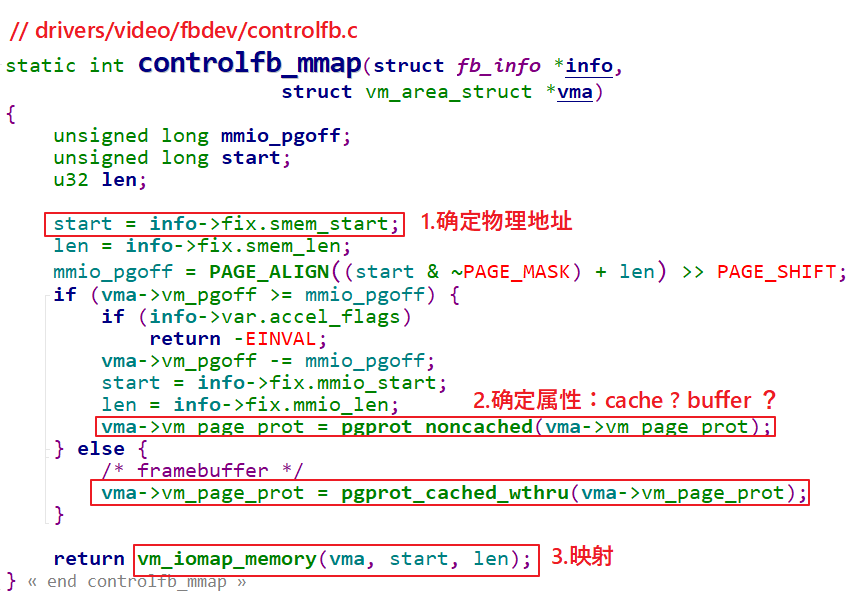 // drivers/video/fbdev/controlfb.c
static int controlfb_mmap(struct fb_info *info,
                       struct vm_area_struct *vma)
{
    unsigned long mmio_pgoff;
    unsigned long start;
    u32 len;

    start = info->fix.smem_start; 1.确定物理地址
    len = info->fix.smem_len;
    mmio_pgoff = PAGE_ALIGN((start & ~PAGE_MASK) + len) >> PAGE_SHIFT;
    if (vma->vm_pgoff >= mmio_pgoff) {
        if (info->var.accel_flags)
            return -EINVAL;
        vma->vm_pgoff -= mmio_pgoff;
        start = info->fix.mmio_start;
        len = info->fix.mmio_len; 2.确定属性：cache ? buffer ？
        vma->vm_page_prot = pgprot_noncached(vma->vm_page_prot);
    } else {
        /* framebuffer */
        vma->vm_page_prot = pgprot_cached_wthru(vma->vm_page_prot);
    }

    return vm_iomap_memory(vma, start, len); 3.映射
} « end controlfb_mmap »